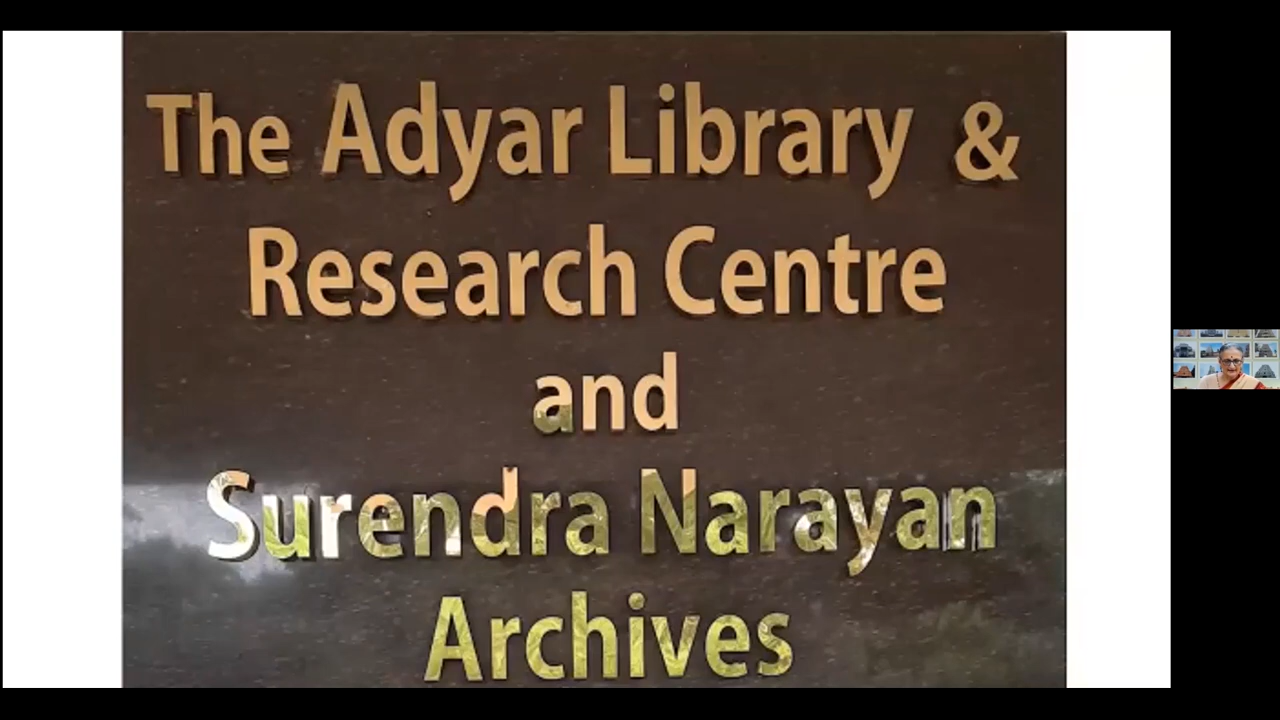 The Adyar Library &
Research Centre
and
Surendra Narayan
Archives